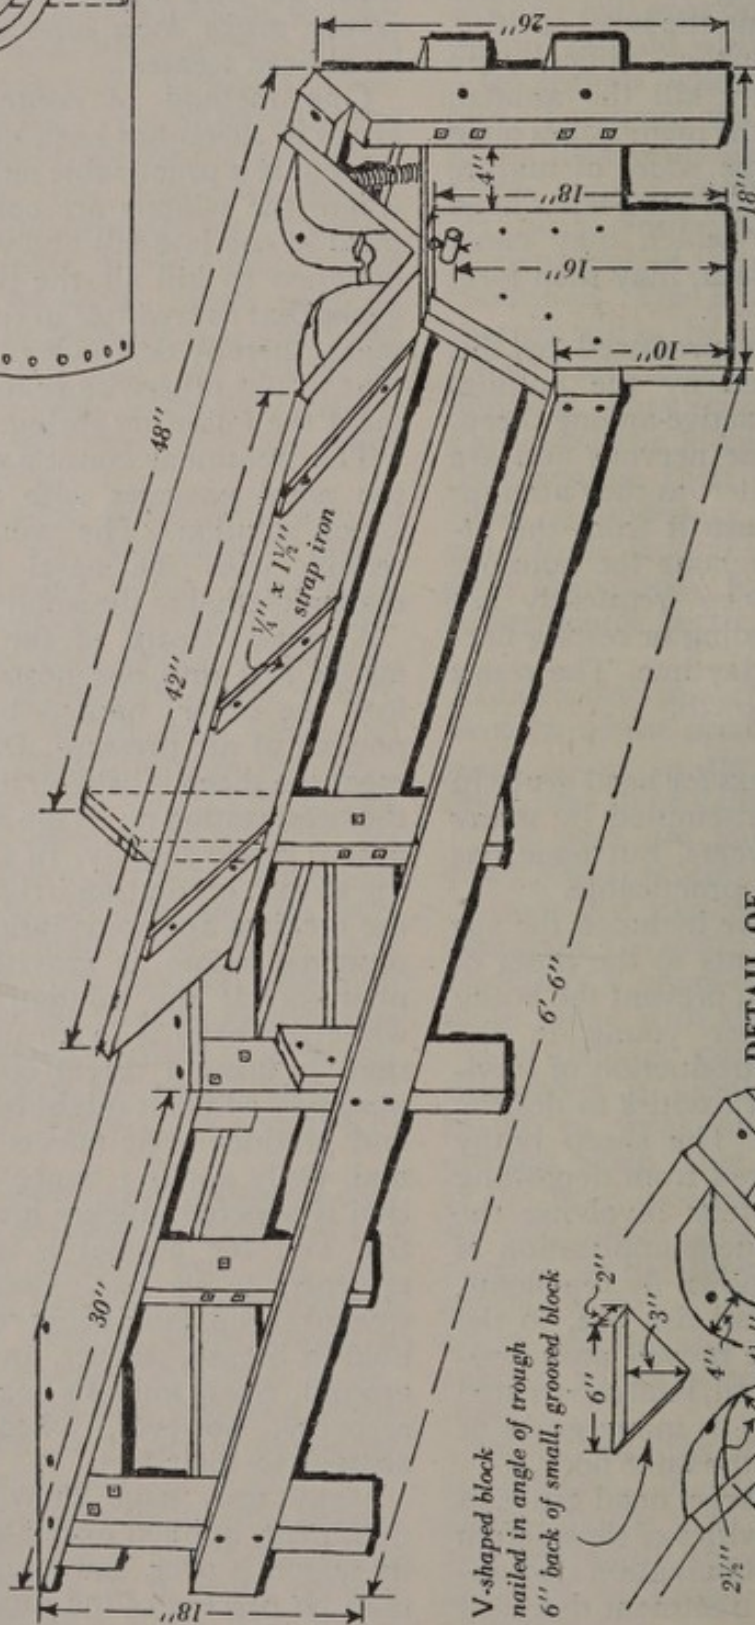 26"
48"
4"
18"
18"
16"
10"
42"
¼" x 1½"
strap iron
6'-6"
30"
18"
V-shaped block
nailed in angle of trough
6" back of small, grooved block
6"
2"
3"
4"
2½"
DETAIL OF